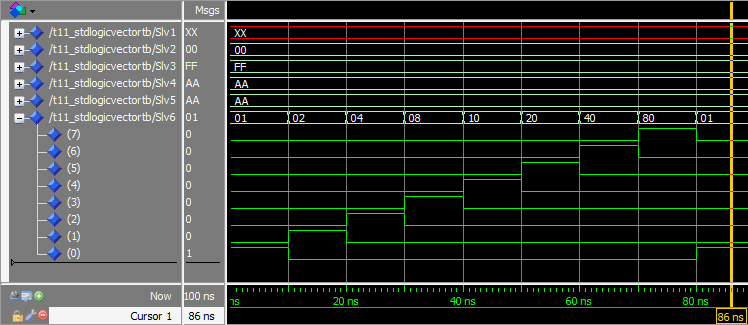 Msgs
/t11_stdlogicvectortb/Slv1 XX XX
/t11_stdlogicvectortb/Slv2 00 00
/t11_stdlogicvectortb/Slv3 FF FF
/t11_stdlogicvectortb/Slv4 AA AA
/t11_stdlogicvectortb/Slv5 AA AA
/t11_stdlogicvectortb/Slv6 01 01 02 04 08 10 20 40 80 01
(7) 0
(6) 0
(5) 0
(4) 0
(3) 0
(2) 0
(1) 0
(0) 1
Now 100 ns ns 20 ns 40 ns 60 ns 80 ns
Cursor 1 86 ns 86 ns